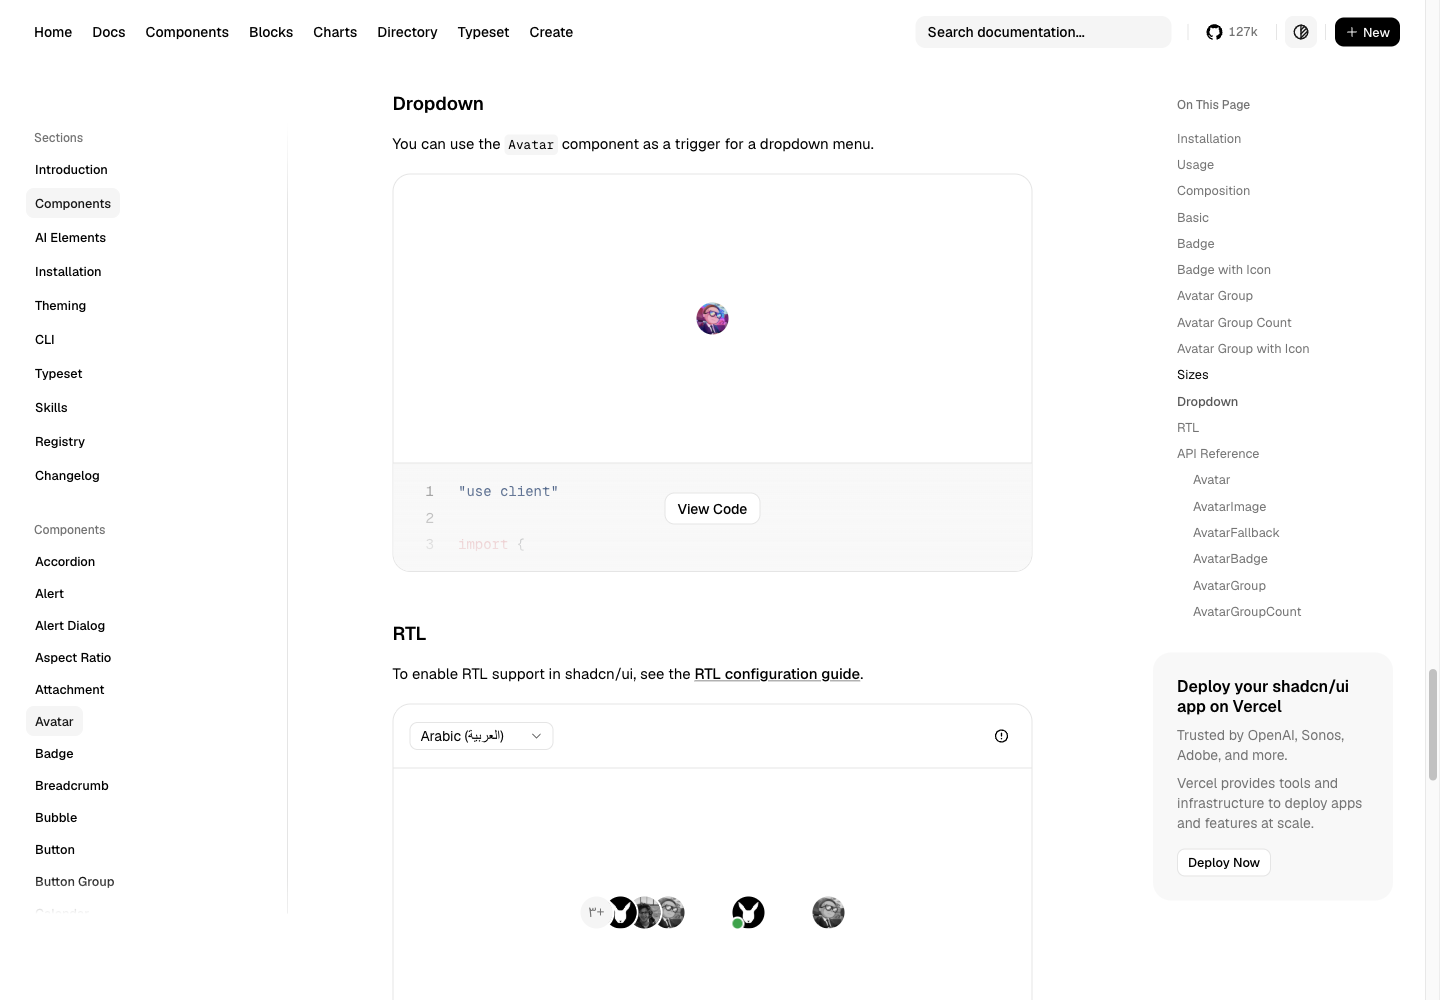 Home
Docs
Components
Blocks
Charts
Directory
Typeset
Create
Search documentation...
127k
New
Sections
Introduction
Components
AI Elements
Installation
Theming
CLI
Typeset
Skills
Registry
Changelog
Components
Accordion
Alert
Alert Dialog
Aspect Ratio
Attachment
Avatar
Badge
Breadcrumb
Bubble
Button
Button Group
Calendar
Dropdown
You can use the Avatar component as a trigger for a dropdown menu.
1 "use client"
2
3 import {
View Code
RTL
To enable RTL support in shadcn/ui, see the RTL configuration guide.
Arabic (العربية)
٣+
On This Page
Installation
Usage
Composition
Basic
Badge
Badge with Icon
Avatar Group
Avatar Group Count
Avatar Group with Icon
Sizes
Dropdown
RTL
API Reference
Avatar
AvatarImage
AvatarFallback
AvatarBadge
AvatarGroup
AvatarGroupCount
Deploy your shadcn/ui
app on Vercel
Trusted by OpenAI, Sonos,
Adobe, and more.
Vercel provides tools and
infrastructure to deploy apps
and features at scale.
Deploy Now